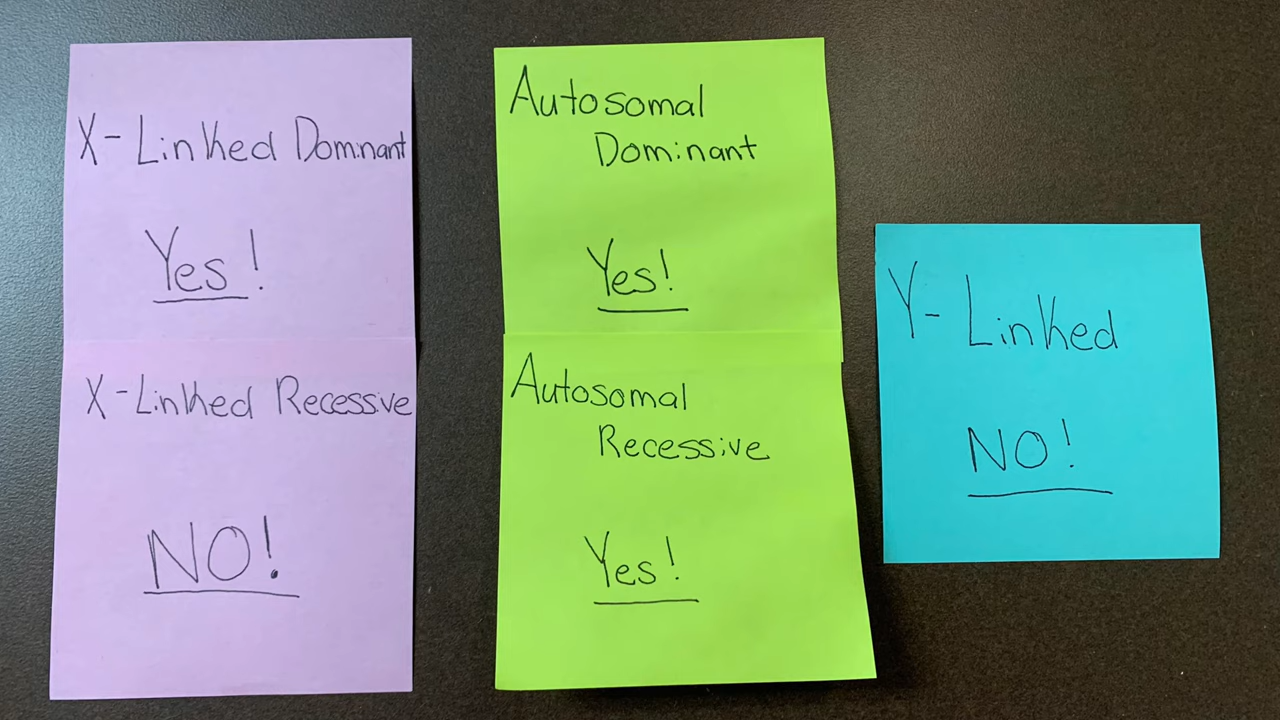 X-Linked Dominant
Yes!
X-Linked Recessive
NO!
Autosomal
Dominant
Yes!
Autosomal
Recessive
Yes!
Y-Linked
NO!